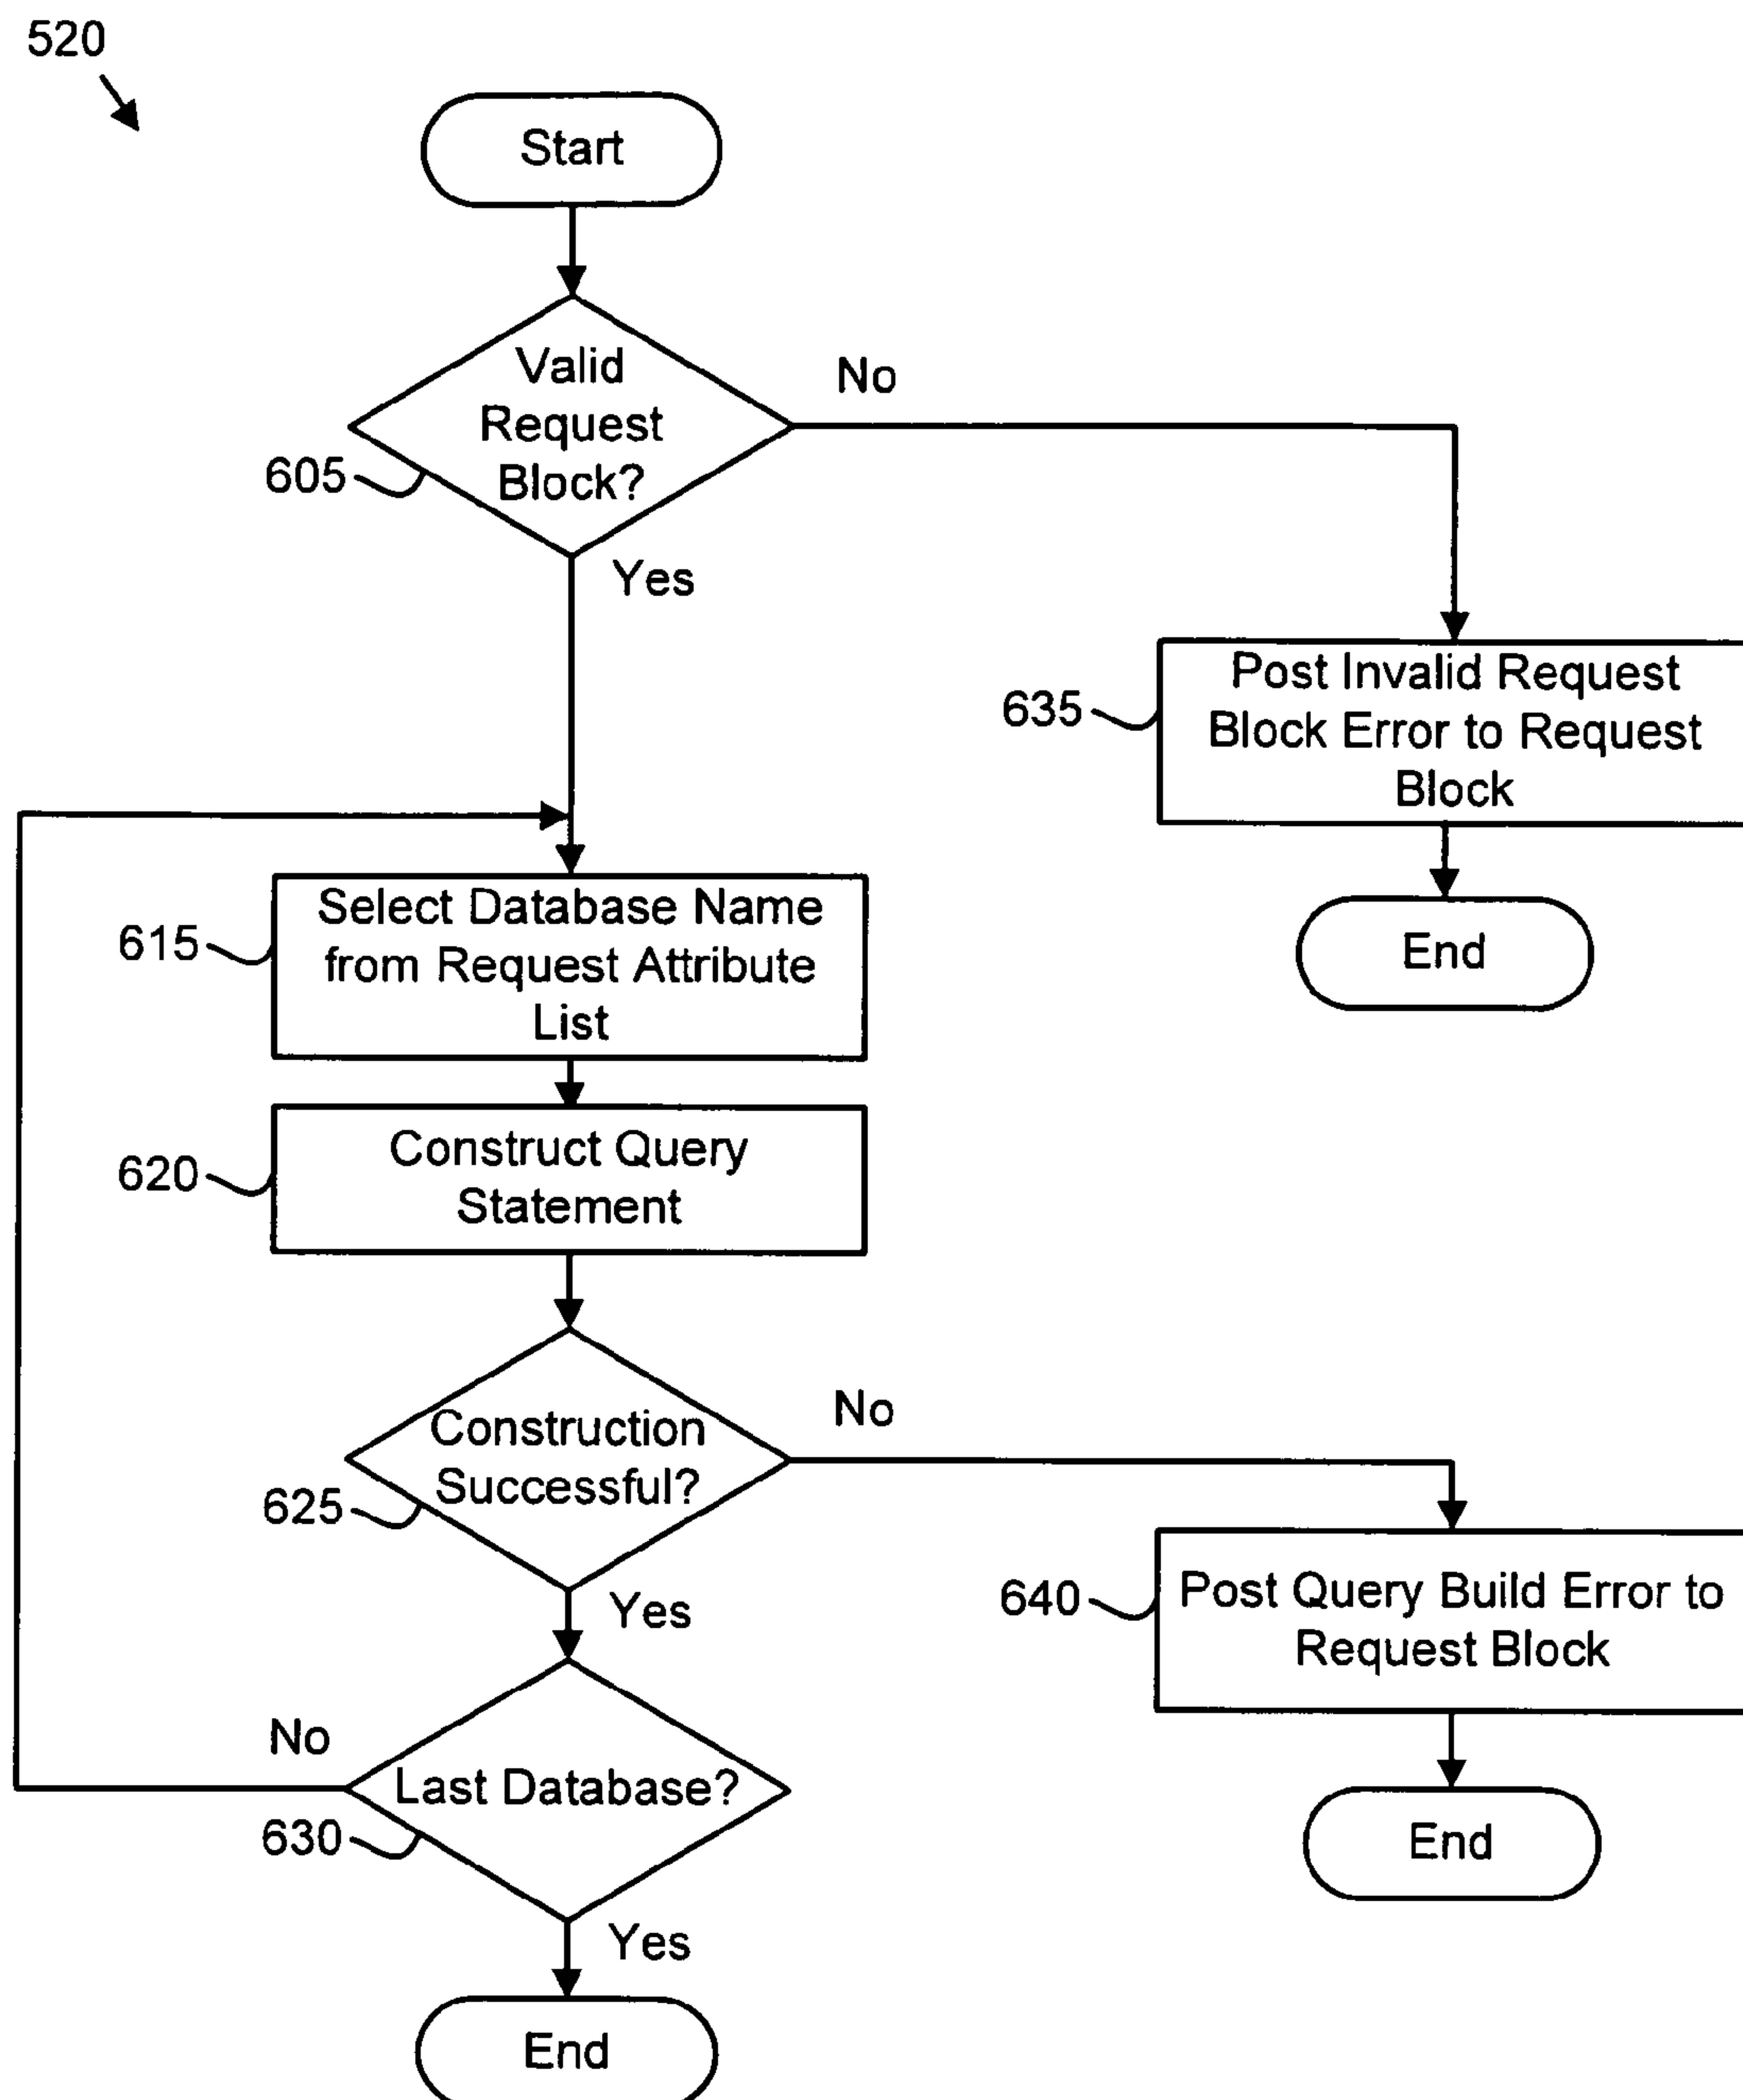 520
Start
Valid
Request
Block?
No
605
Yes
Post Invalid Request
Block Error to Request
Block
635
End
Select Database Name
from Request Attribute
List
615
Construct Query
Statement
620
Construction
Successful?
No
625
Yes
Post Query Build Error to
Request Block
640
No
Last Database?
630
End
Yes
End